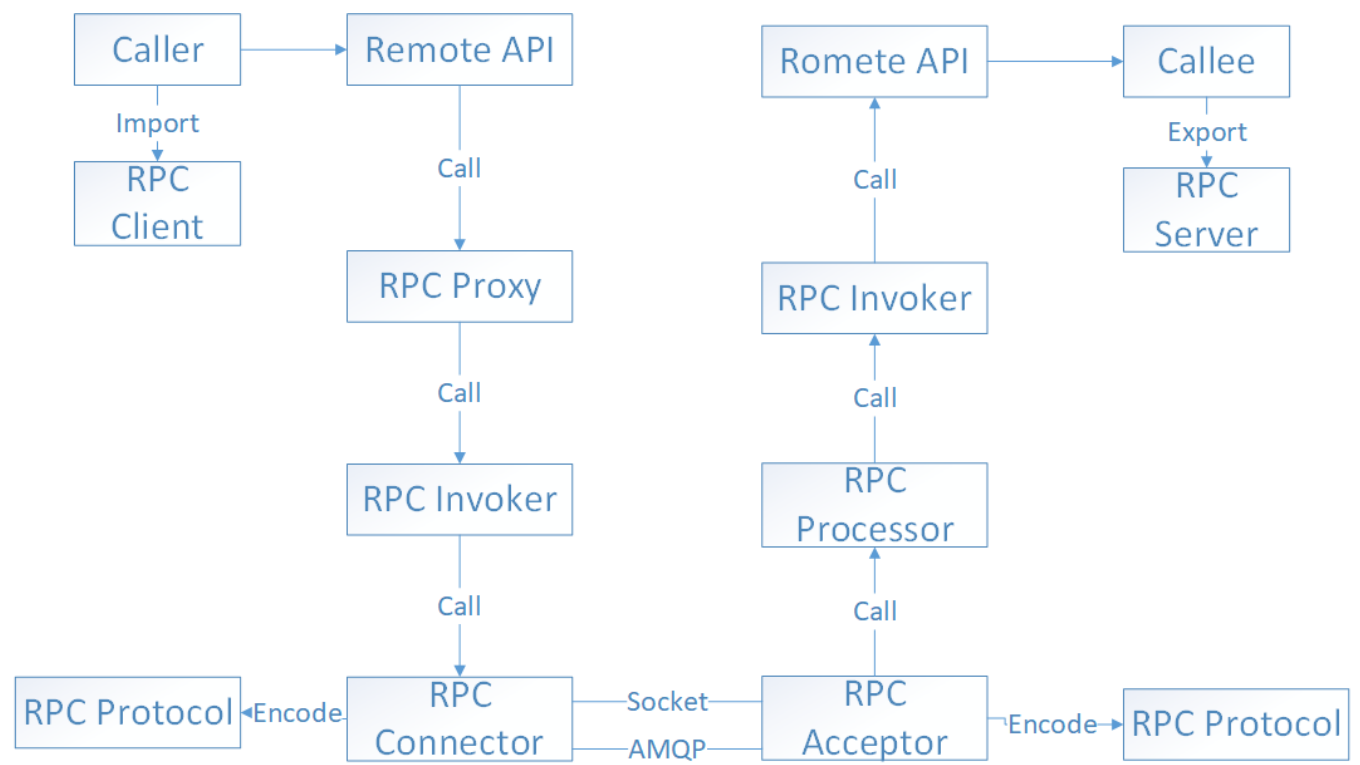 Caller
Remote API
Romete API
Callee
Import
Export
RPC
Client
Call
Call
RPC
Server
RPC Proxy
RPC Invoker
Call
Call
RPC Invoker
RPC
Processor
Call
Call
RPC Protocol
Encode
RPC
Connector
Socket
AMQP
RPC
Acceptor
Encode
RPC Protocol